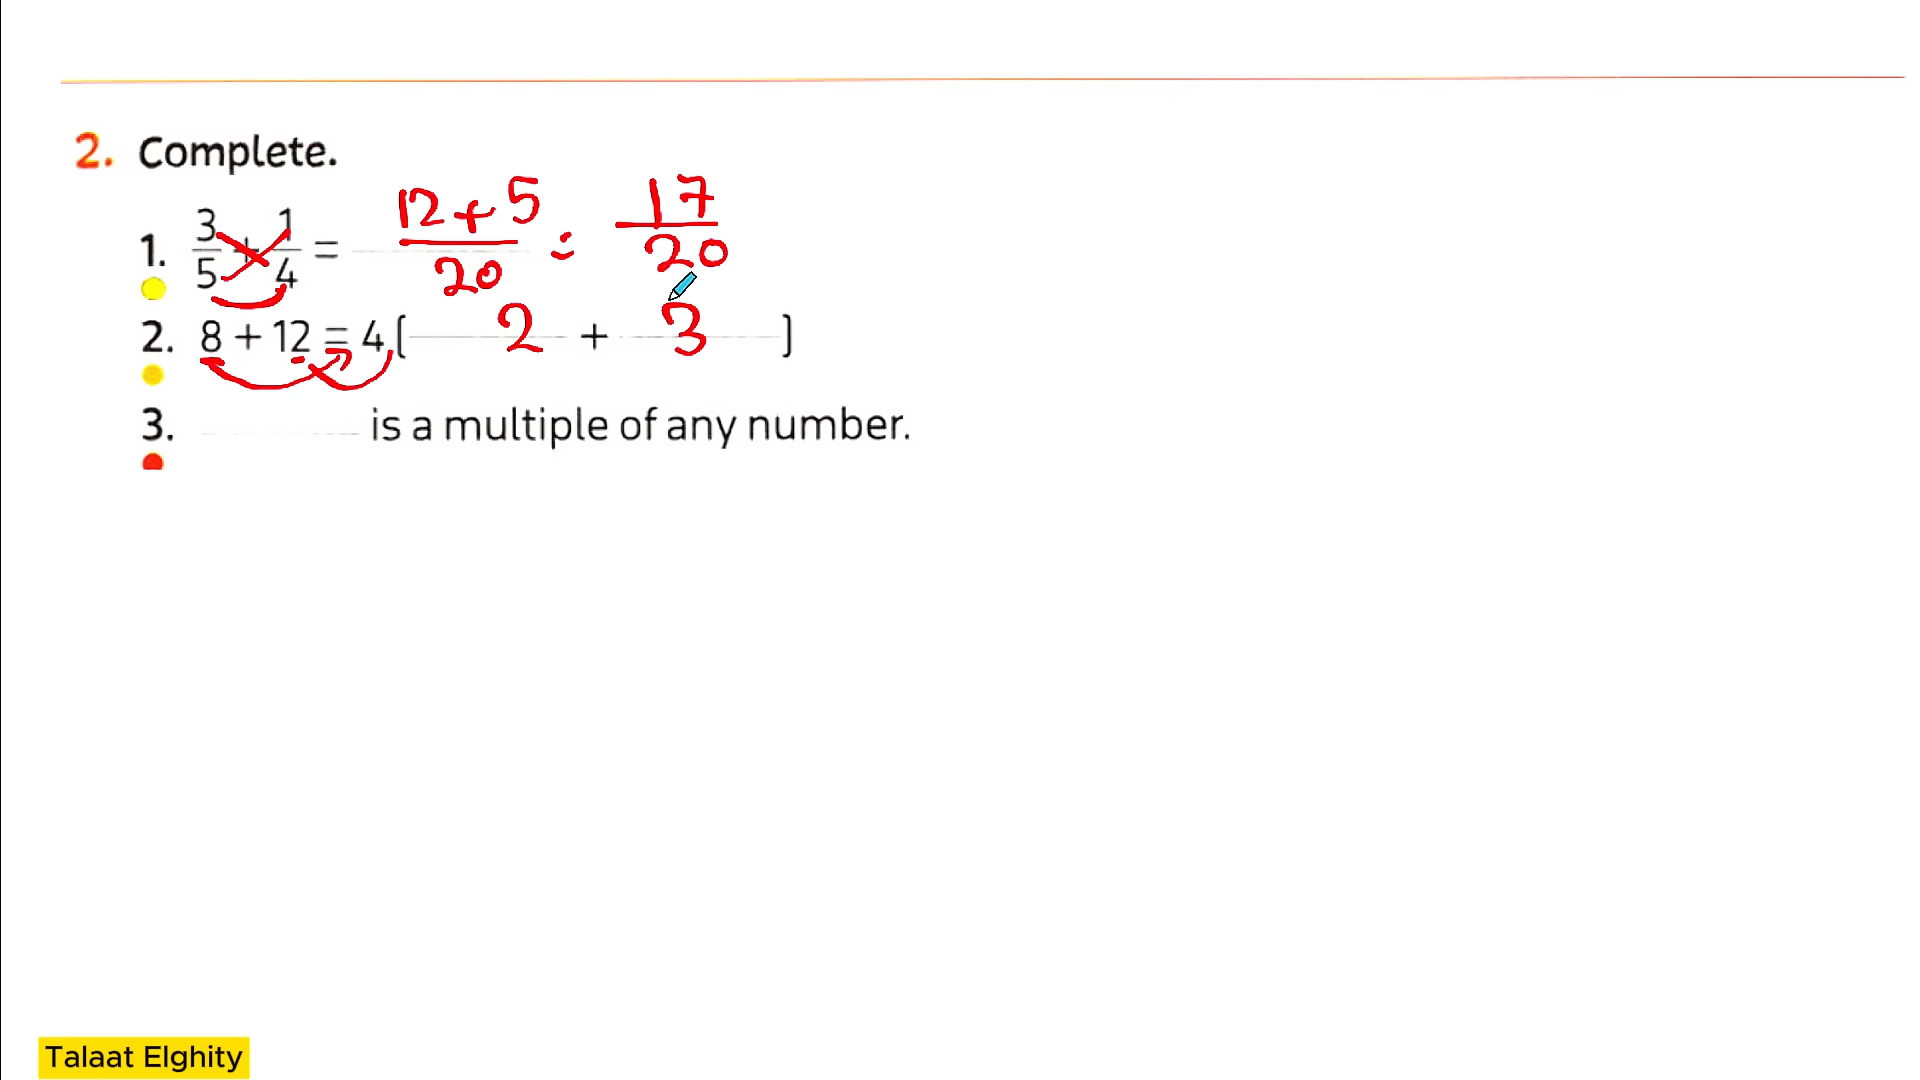 2. Complete.
1. 3/5 + 1/4 = 12+5/20 = 17/20
2. 8 + 12 = 4 ( 2 + 3 )
3. is a multiple of any number.
Talaat Elghity